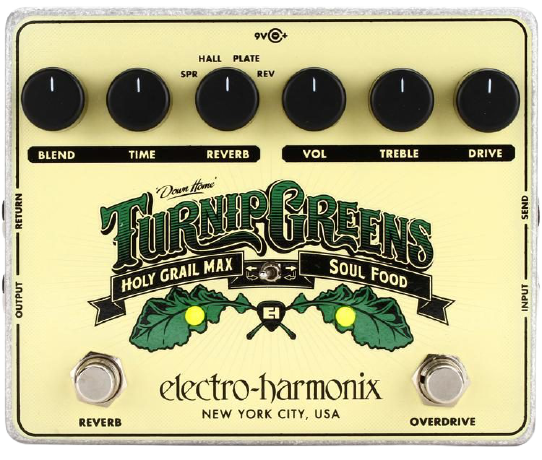 9V +
HALL PLATE
SPR REV
BLEND TIME REVERB VOL TREBLE DRIVE
RETURN
SEND
"Down Home"
TURNIP GREENS
HOLY GRAIL MAX SOUL FOOD
OUTPUT
INPUT
EH
electro-harmonix
NEW YORK CITY, USA
REVERB OVERDRIVE